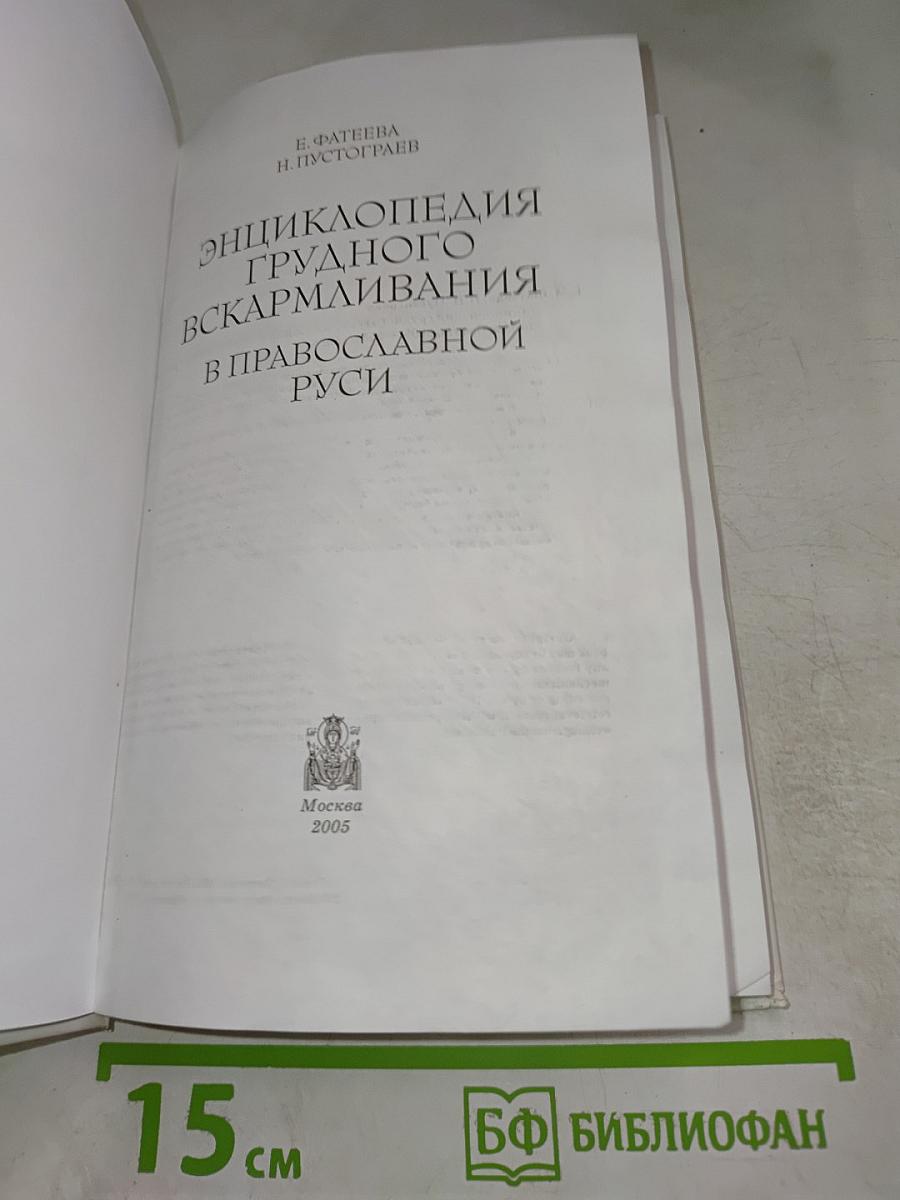 Е. ФАТЕЕВА
Н. ПУСТОГРАЕВ
ЭНЦИКЛОПЕДИЯ
ГРУДНОГО
ВСКАРМЛИВАНИЯ
В ПРАВОСЛАВНОЙ
РУСИ
Москва
2005
15 см
БФ БИБЛИОФАН